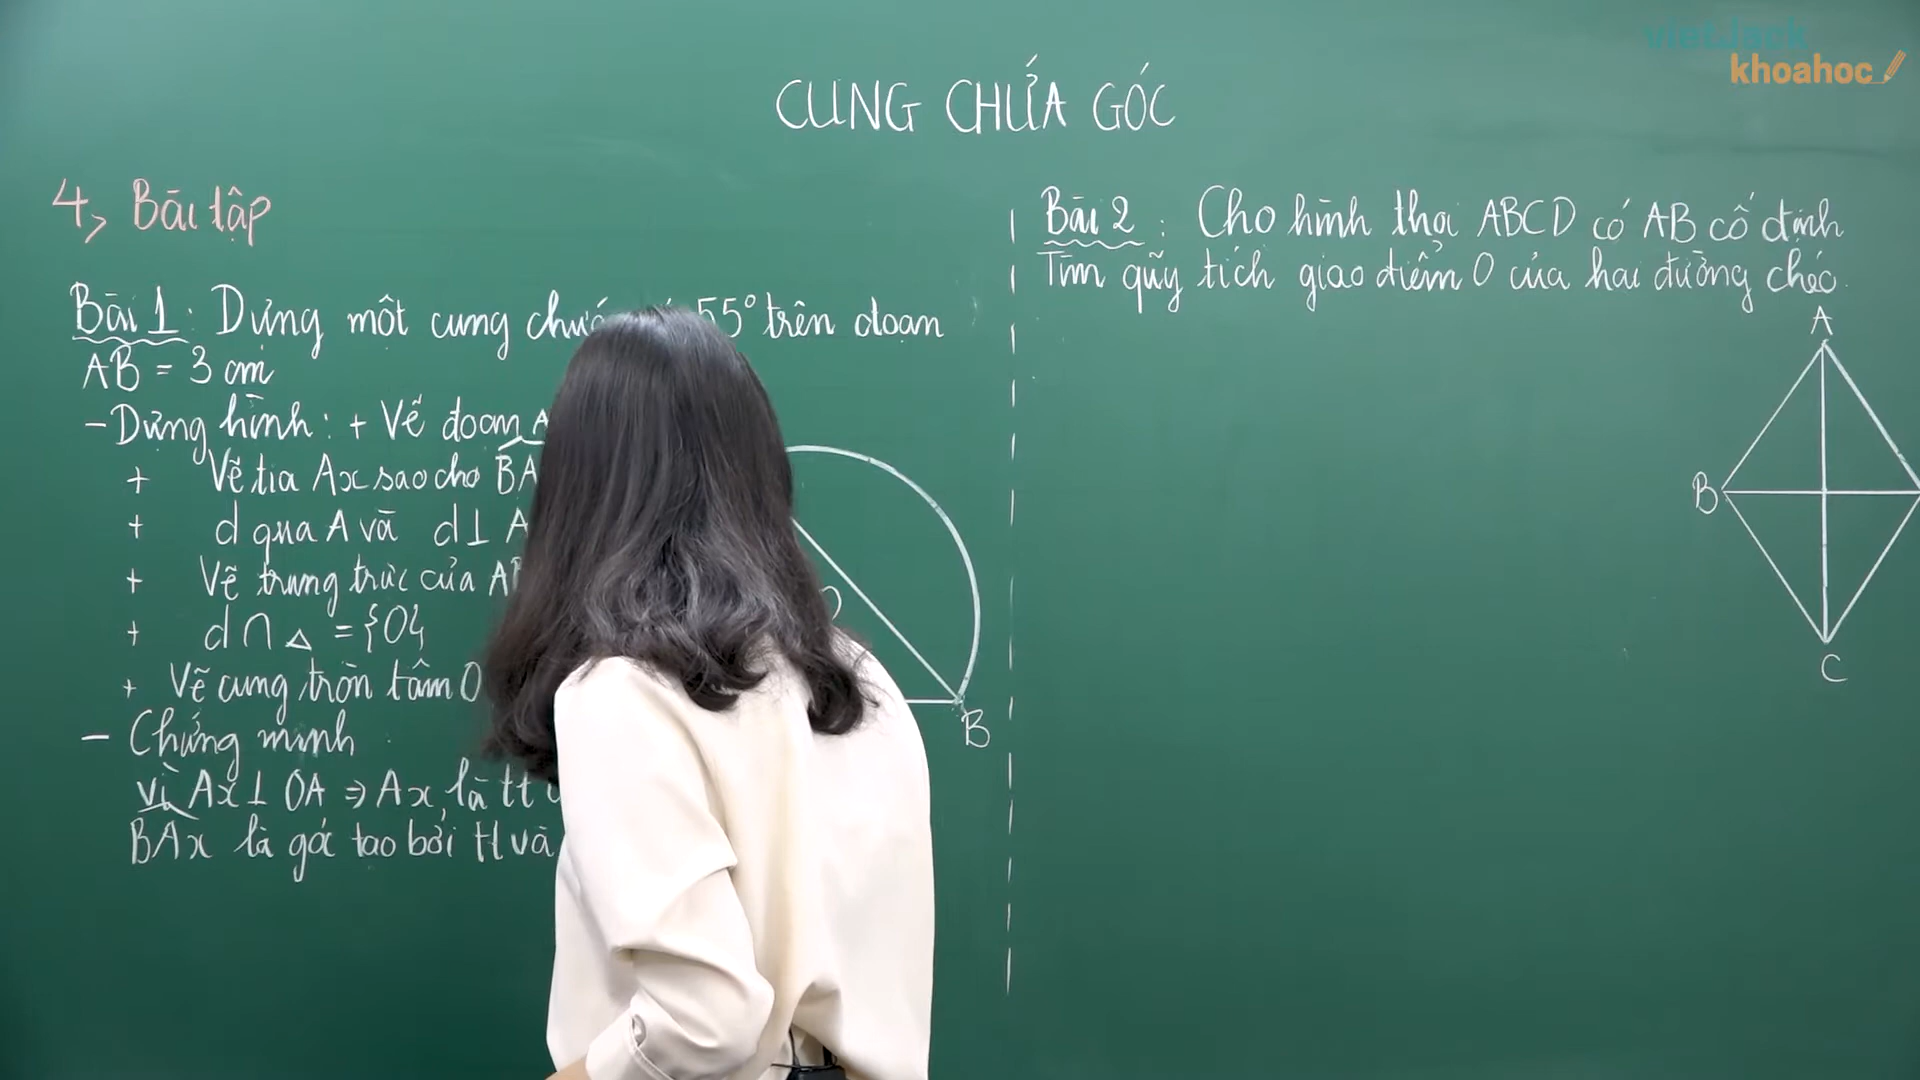 vietJack
khoahoc
CUNG CHỨA GÓC
4, Bài tập
Bài 1: Dựng một cung chứa 55° trên đoạn
AB = 3 cm
- Dựng hình: + Vẽ đoạn A
+ Vẽ tia Ax sao cho BA
+ d qua A và d ⊥ A
+ Vẽ trung trực của AB
+ d ∩ △ = {O},
+ Vẽ cung tròn tâm O
- Chứng minh
vì Ax ⊥ OA ⇒ Ax là tt
BAx là góc tạo bởi tt và
B
Bài 2: Cho hình thoi ABCD có AB cố định
Tìm quỹ tích giao điểm O của hai đường chéo.
A
B
C